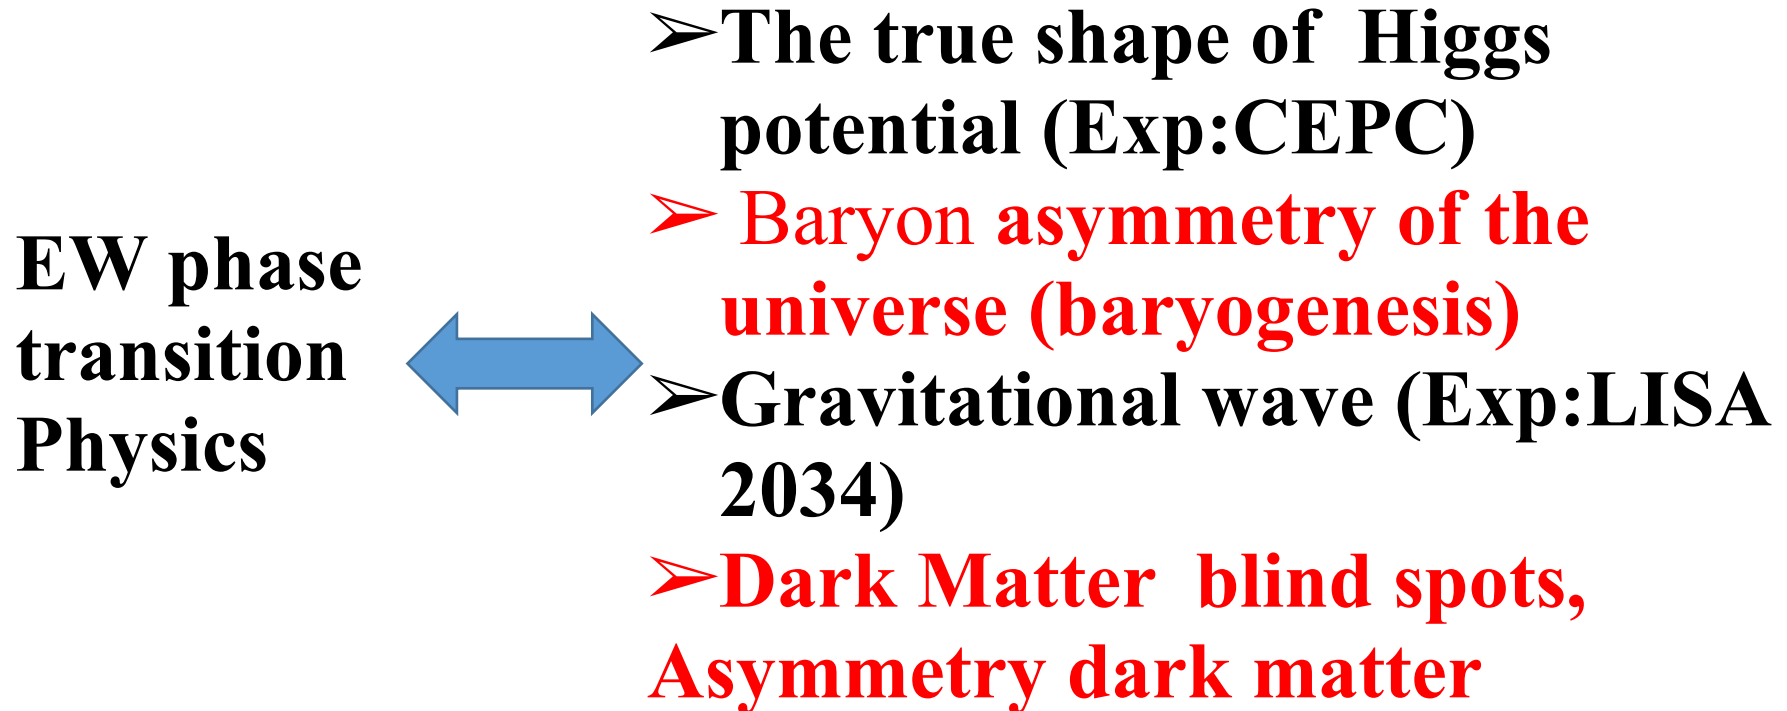 EW phase
transition
Physics
➢The true shape of  Higgs
potential (Exp:CEPC)
➢ Baryon asymmetry of the
universe (baryogenesis)
➢Gravitational wave (Exp:LISA
2034)
➢Dark Matter  blind spots,
Asymmetry dark matter